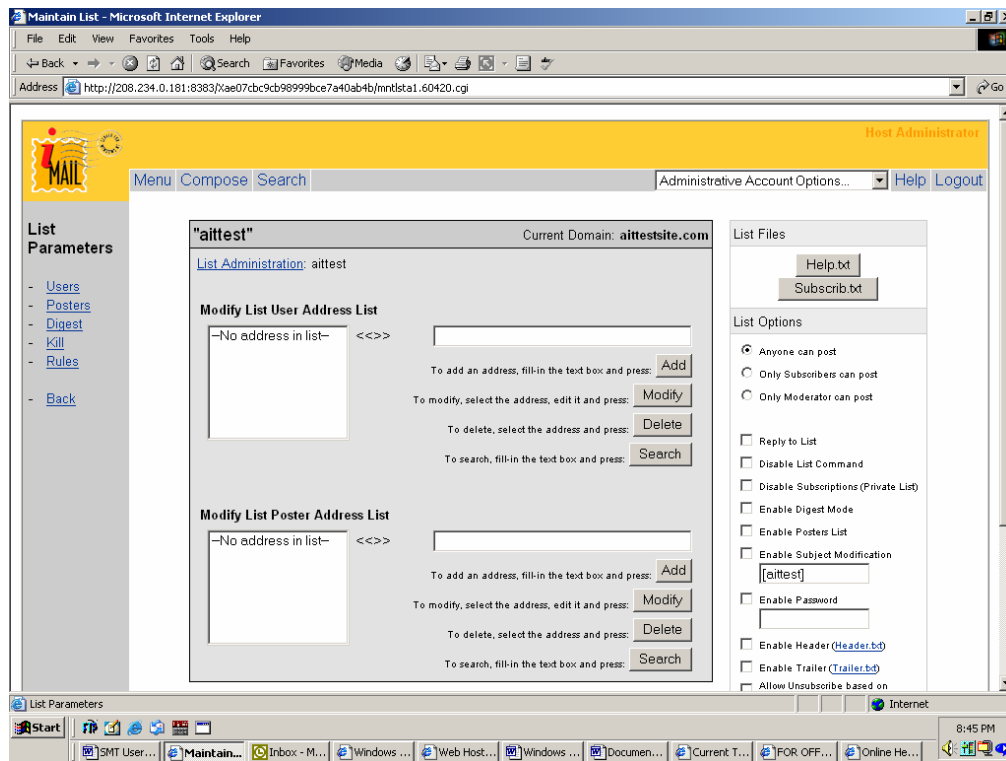 Maintain List - Microsoft Internet Explorer
File Edit View Favorites Tools Help
Back Search Favorites Media
Address http://208.234.0.181:8383/Xae07cbc9cb98999bce7a40ab4b/mntlsta1.60420.cgi Go
Host Administrator
iMAIL
Menu Compose Search Administrative Account Options... Help Logout
List Parameters
- Users
- Posters
- Digest
- Kill
- Rules
- Back
"aittest" Current Domain: aittestsite.com
List Administration: aittest
Modify List User Address List
--No address in list-- <<>>
To add an address, fill-in the text box and press: Add
To modify, select the address, edit it and press: Modify
To delete, select the address and press: Delete
To search, fill-in the text box and press: Search
Modify List Poster Address List
--No address in list-- <<>>
To add an address, fill-in the text box and press: Add
To modify, select the address, edit it and press: Modify
To delete, select the address and press: Delete
To search, fill-in the text box and press: Search
List Files
Help.txt
Subscrib.txt
List Options
Anyone can post
Only Subscribers can post
Only Moderator can post
Reply to List
Disable List Command
Disable Subscriptions (Private List)
Enable Digest Mode
Enable Posters List
Enable Subject Modification
[aittest]
Enable Password
Enable Header (Header.txt)
Enable Trailer (Trailer.txt)
Allow Unsubscribe based on
List Parameters Internet
Start 8:45 PM
SMT User... Maintain... Inbox - M... Windows ... Web Host... Windows ... Documen... Current T... FOR OFF... Online He...